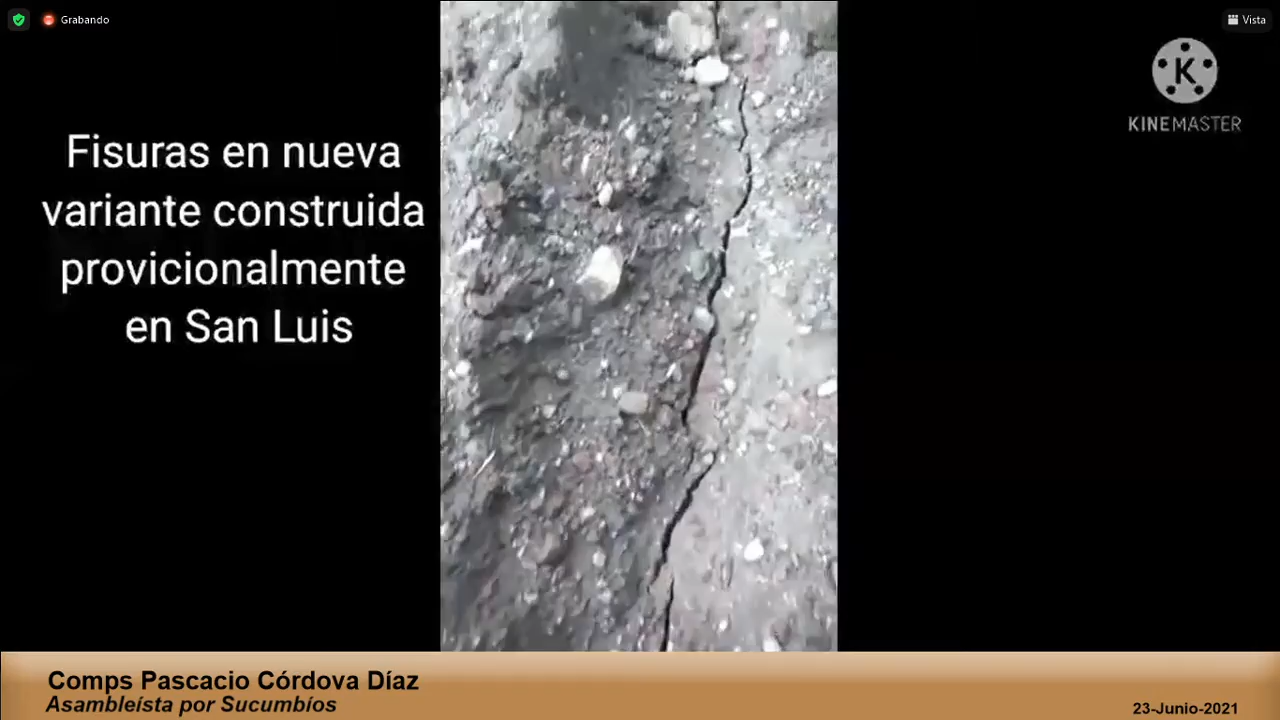 Grabando
Vista
K
KINEMASTER
Fisuras en nueva
variante construida
provicionalmente
en San Luis
Comps Pascacio Córdova Díaz
Asambleísta por Sucumbíos
23-Junio-2021